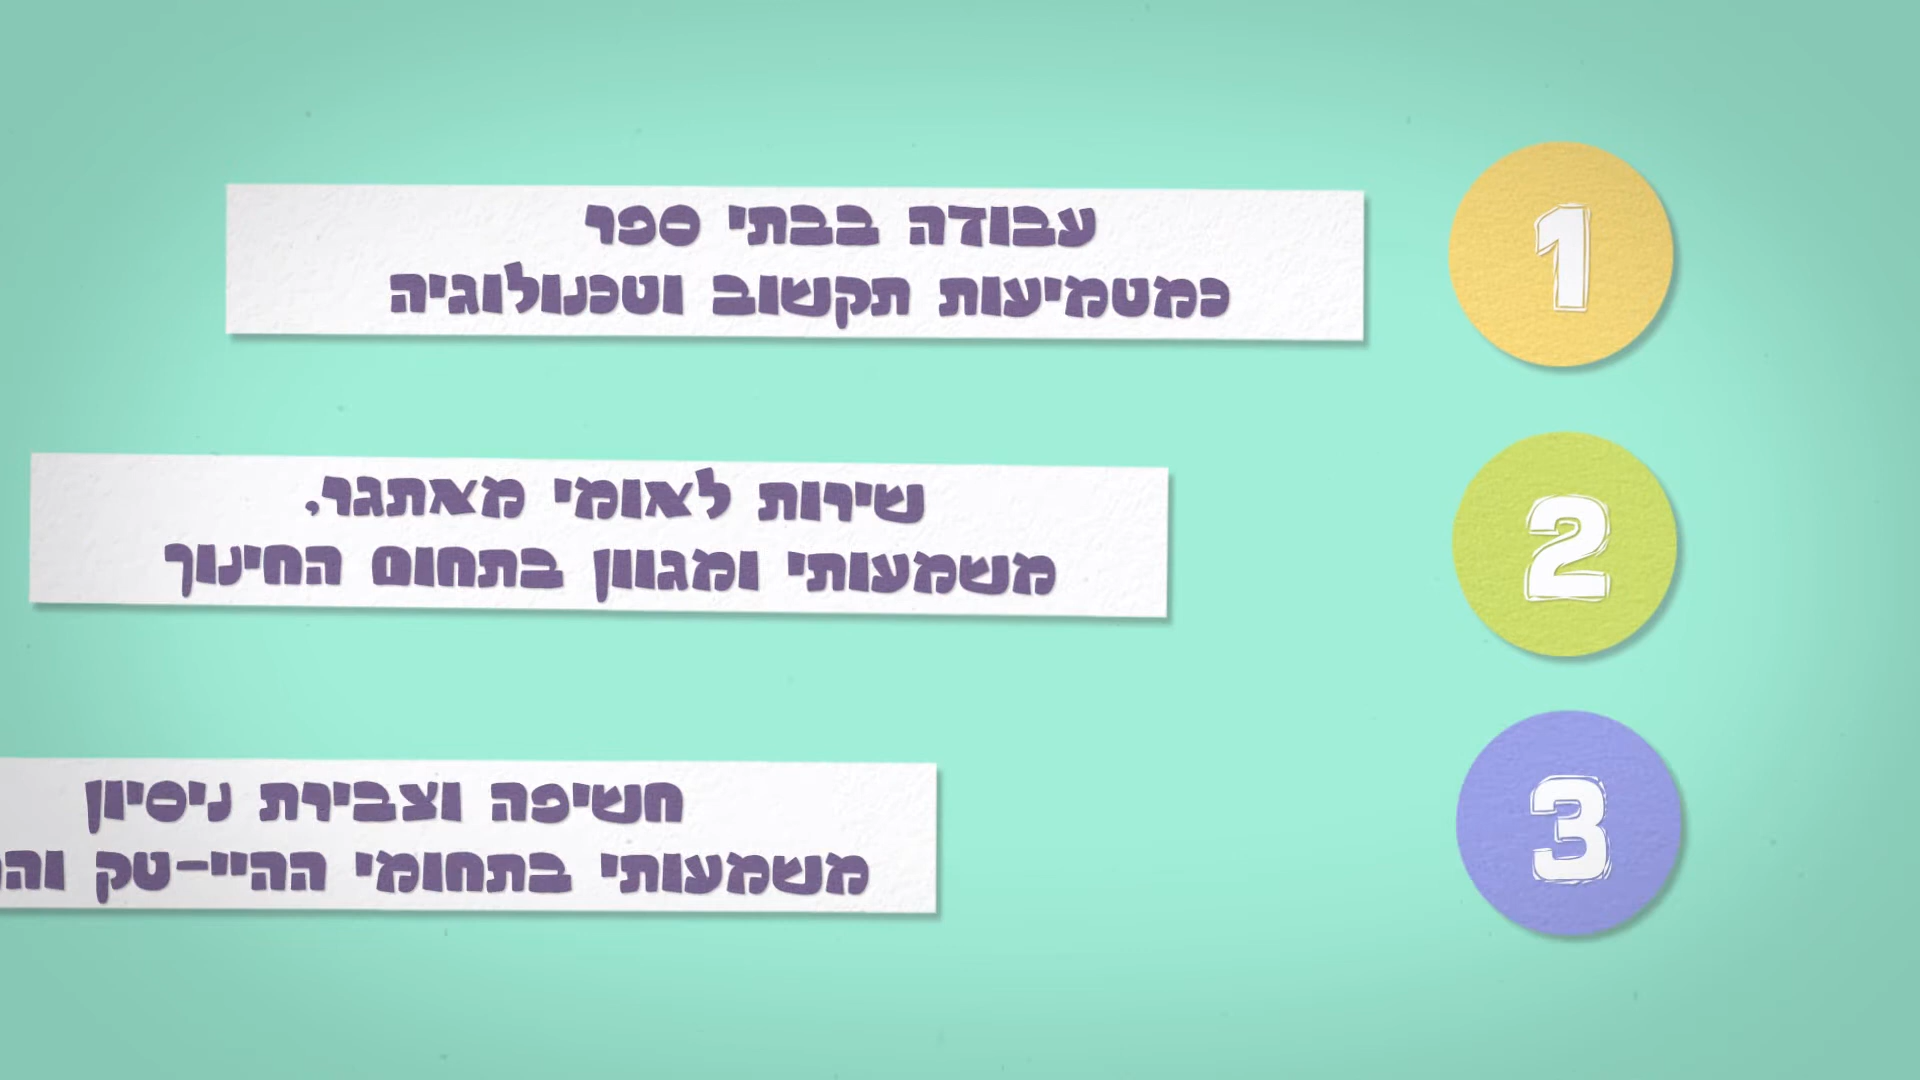 1
עבודה בבתי ספר
כמטמיעות תקשוב וטכנולוגיה
2
שירות לאומי מאתגר,
משמעותי ומגוון בתחום החינוך
3
חשיפה וצבירת ניסיון
משמעותי בתחומי ההיי-טק